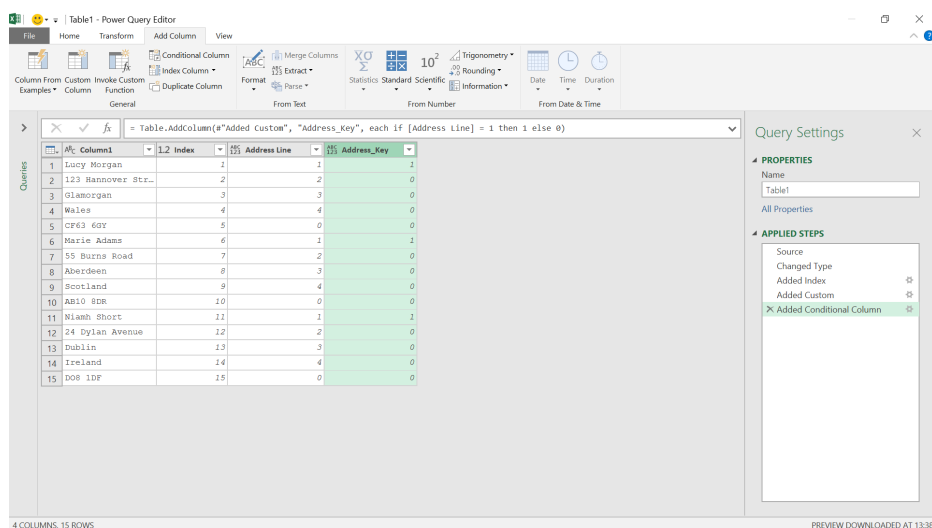 Table1 - Power Query Editor
File Home Transform Add Column View
Column From Examples Custom Column Invoke Custom Function
Conditional Column
Index Column
Duplicate Column
General
Format
Merge Columns
Extract
Parse
From Text
Statistics Standard Scientific
Trigonometry
Rounding
Information
From Number
Date Time Duration
From Date & Time
= Table.AddColumn(#"Added Custom", "Address_Key", each if [Address Line] = 1 then 1 else 0)
Queries
Column1 1.2 Index Address Line Address_Key
1 Lucy Morgan 1 1 1
2 123 Hannover Str... 2 2 0
3 Glamorgan 3 3 0
4 Wales 4 4 0
5 CF63 6GY 5 0 0
6 Marie Adams 6 1 1
7 55 Burns Road 7 2 0
8 Aberdeen 8 3 0
9 Scotland 9 4 0
10 AB10 8DR 10 0 0
11 Niamh Short 11 1 1
12 24 Dylan Avenue 12 2 0
13 Dublin 13 3 0
14 Ireland 14 4 0
15 DO8 1DF 15 0 0
Query Settings
PROPERTIES
Name
Table1
All Properties
APPLIED STEPS
Source
Changed Type
Added Index
Added Custom
Added Conditional Column
4 COLUMNS, 15 ROWS
PREVIEW DOWNLOADED AT 13:38